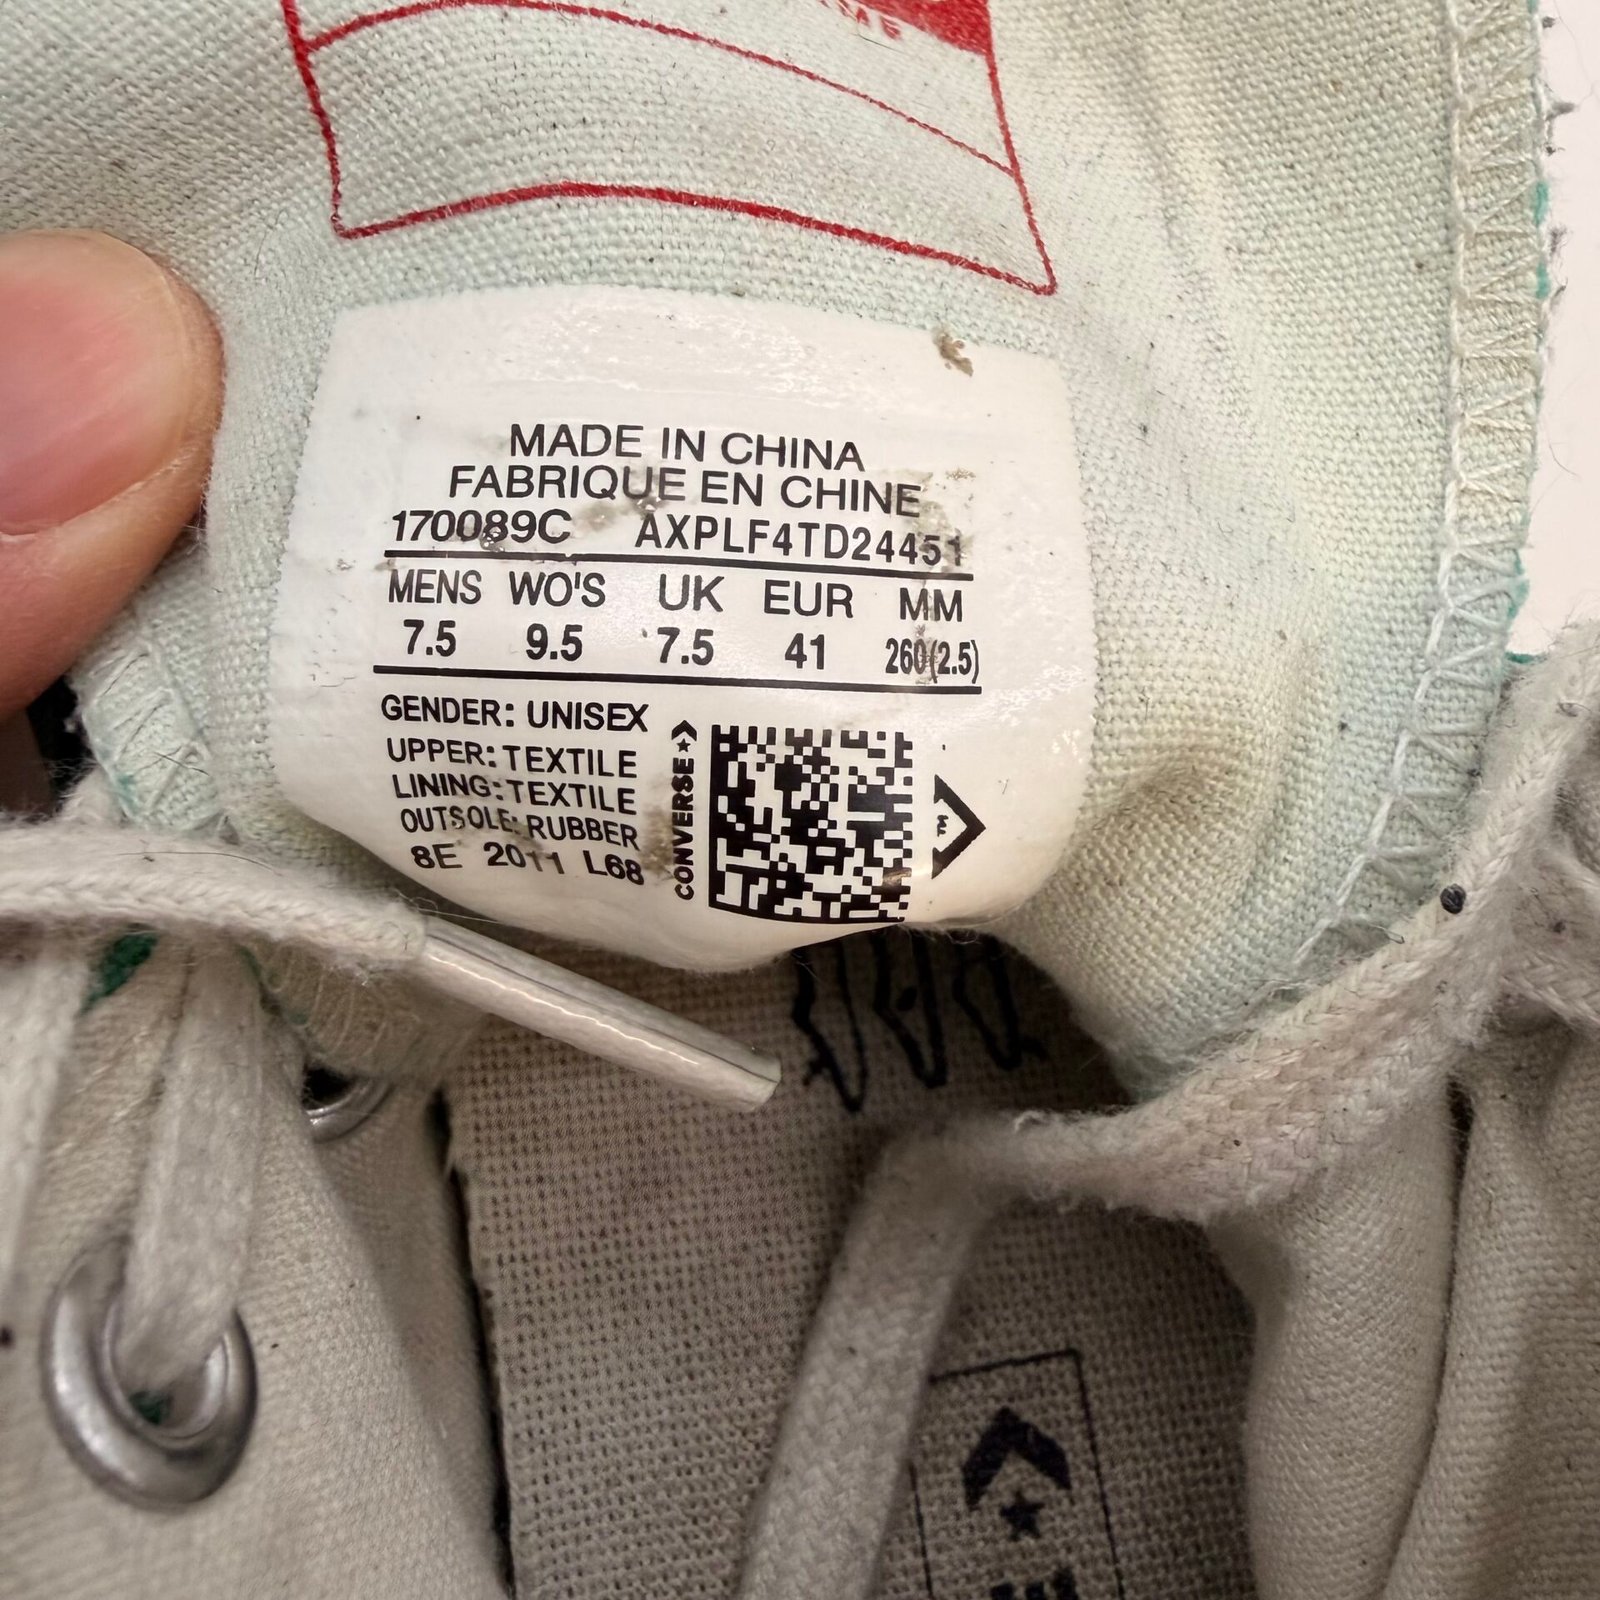 MADE IN CHINA
FABRIQUE EN CHINE
170089C AXPLF4TD24451
MENS WO'S UK EUR MM
7.5 9.5 7.5 41 260(2.5)
GENDER: UNISEX
UPPER: TEXTILE
LINING: TEXTILE
OUTSOLE: RUBBER
8E 2011 L68
CONVERSE
TM